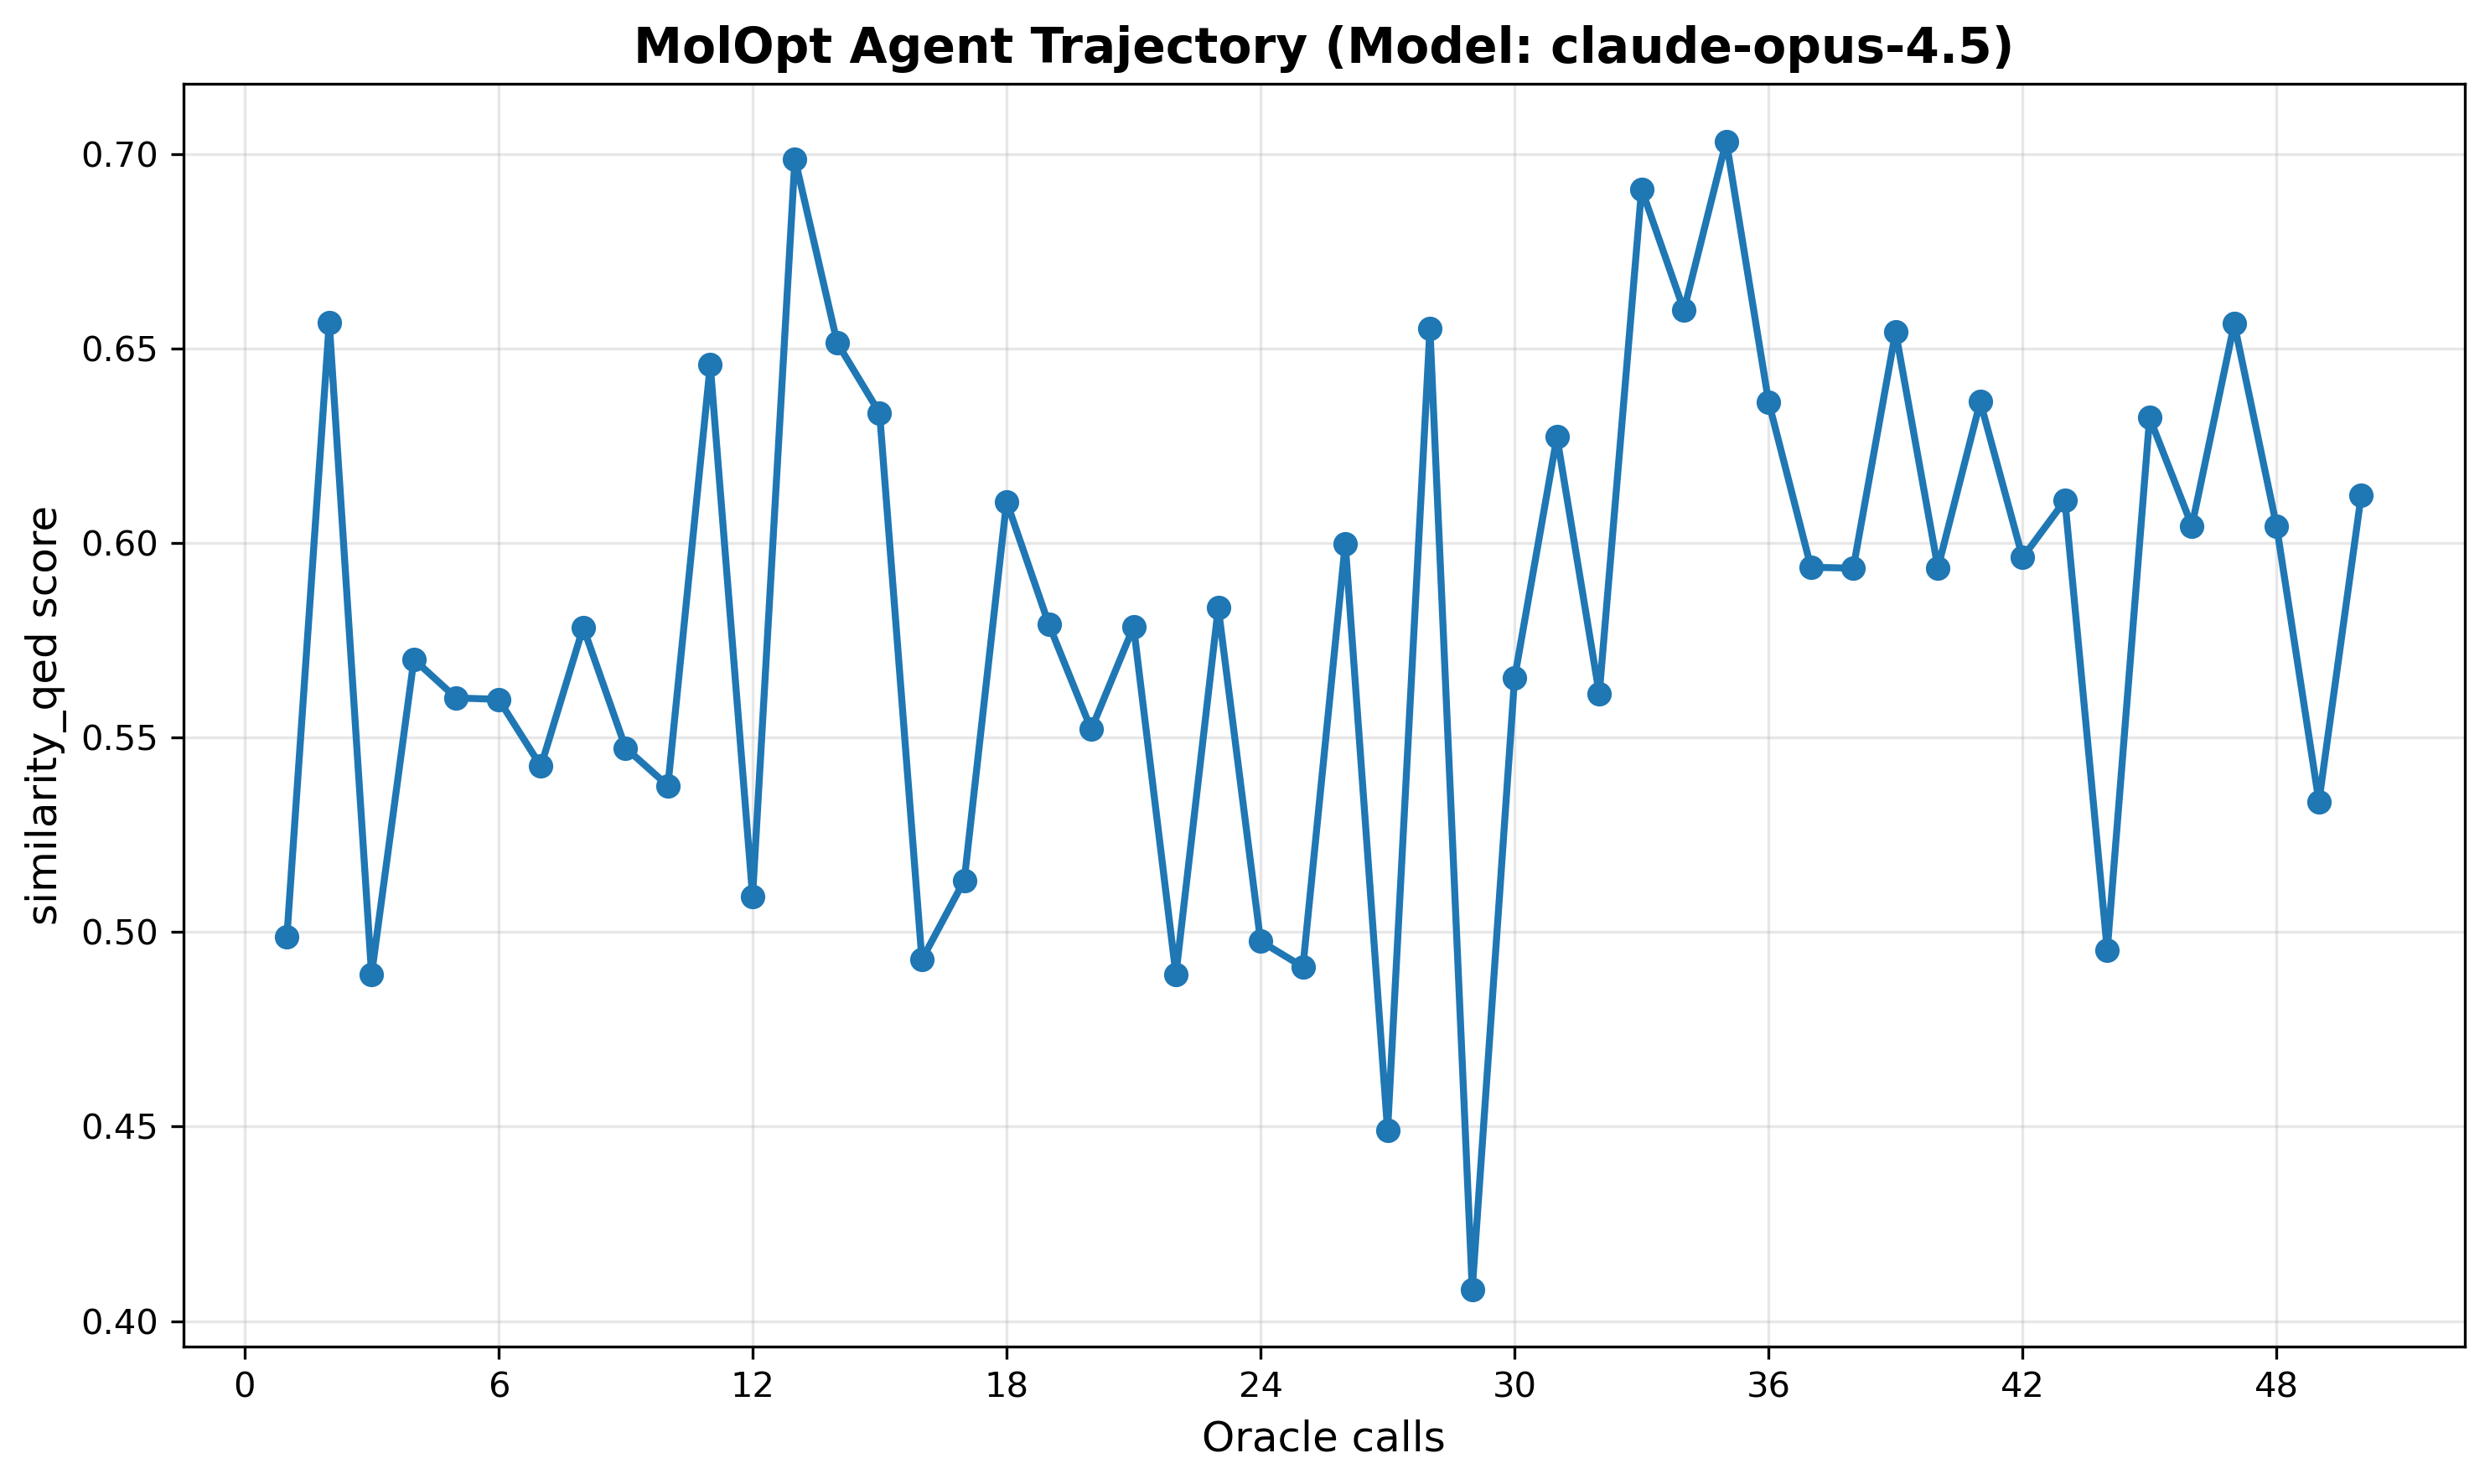 MolOpt Agent Trajectory (Model: claude-opus-4.5)
similarity_qed score
0.70
0.65
0.60
0.55
0.50
0.45
0.40
0 6 12 18 24 30 36 42 48
Oracle calls